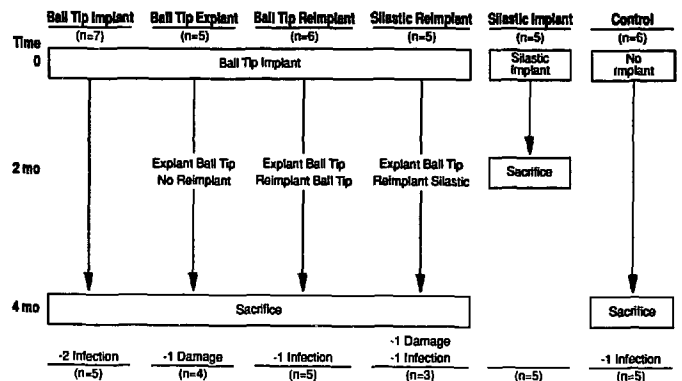 Ball Tip Implant Ball Tip Explant Ball Tip Reimplant Silastic Reimplant Silastic Implant Control
(n=7) (n=5) (n=6) (n=5) (n=5) (n=6)
Time
0
Ball Tip Implant
Silastic
Implant
No
Implant
2 mo
Explant Ball Tip
No Reimplant
Explant Ball Tip
Reimplant Ball Tip
Explant Ball Tip
Reimplant Silastic
Sacrifice
4 mo
Sacrifice
Sacrifice
-1 Damage
-2 Infection -1 Damage -1 Infection -1 Infection -1 Infection
(n=5) (n=4) (n=5) (n=3) (n=5) (n=5)